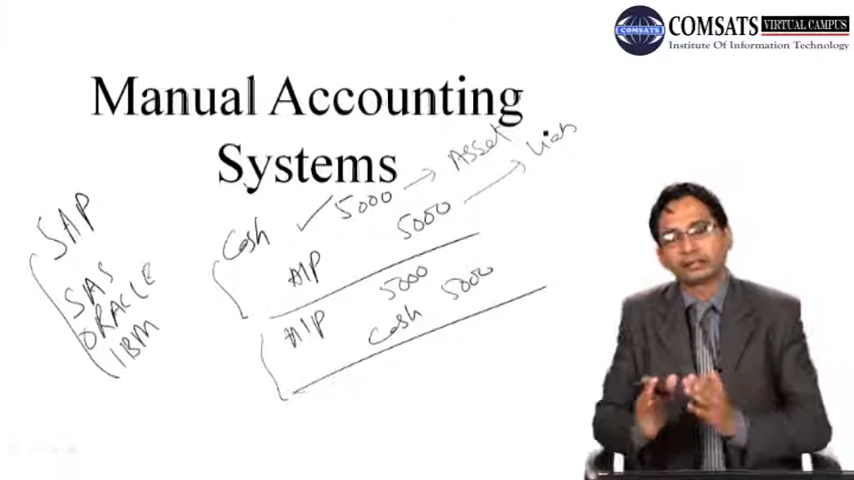 COMSATS VIRTUAL CAMPUS
COMSATS
Institute Of Information Technology
Manual Accounting
Systems
SAP
SAS
ORACLE
IBM
Cash ✓ 5000 → Asset
A/P 5000 → Liab
A/P 5000
Cash 5000